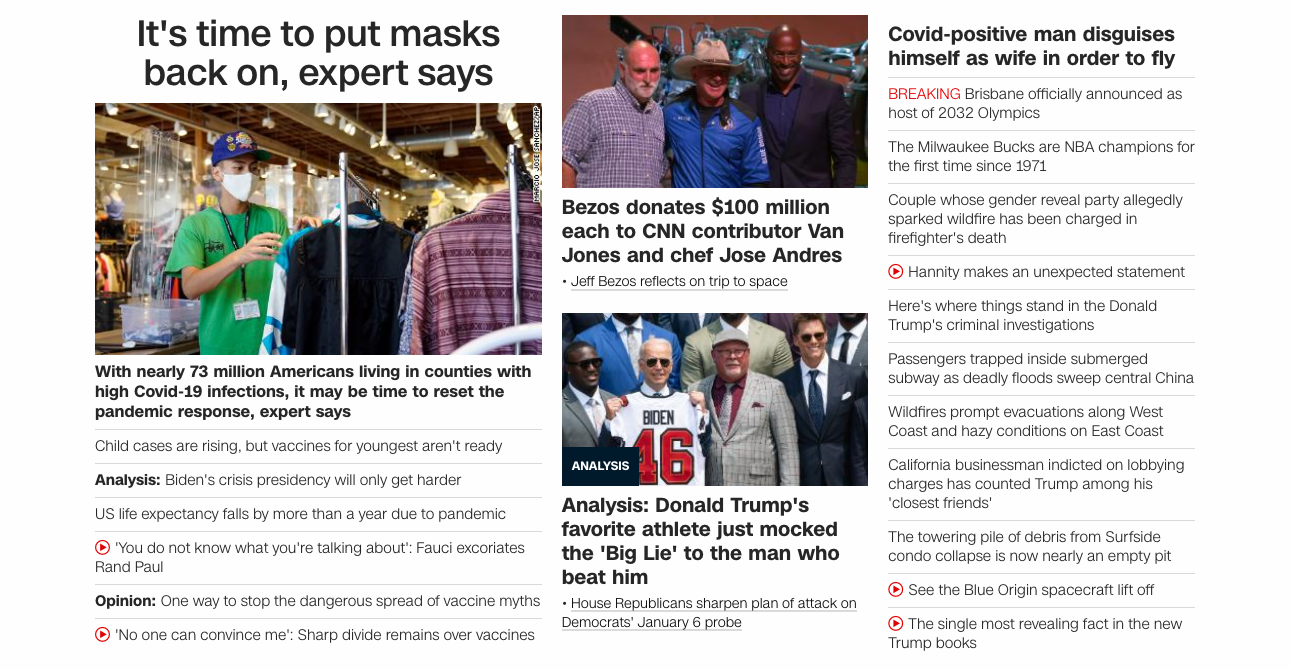 It's time to put masks
back on, expert says
MARCIO JOSE SANCHEZ/AP
With nearly 73 million Americans living in counties with
high Covid-19 infections, it may be time to reset the
pandemic response, expert says
Child cases are rising, but vaccines for youngest aren't ready
Analysis: Biden's crisis presidency will only get harder
US life expectancy falls by more than a year due to pandemic
'You do not know what you're talking about': Fauci excoriates
Rand Paul
Opinion: One way to stop the dangerous spread of vaccine myths
'No one can convince me': Sharp divide remains over vaccines
BLUE ORIGIN
Bezos donates $100 million
each to CNN contributor Van
Jones and chef Jose Andres
• Jeff Bezos reflects on trip to space
BIDEN
46
ANALYSIS
Analysis: Donald Trump's
favorite athlete just mocked
the 'Big Lie' to the man who
beat him
• House Republicans sharpen plan of attack on
Democrats' January 6 probe
Covid-positive man disguises
himself as wife in order to fly
BREAKING Brisbane officially announced as
host of 2032 Olympics
The Milwaukee Bucks are NBA champions for
the first time since 1971
Couple whose gender reveal party allegedly
sparked wildfire has been charged in
firefighter's death
Hannity makes an unexpected statement
Here's where things stand in the Donald
Trump's criminal investigations
Passengers trapped inside submerged
subway as deadly floods sweep central China
Wildfires prompt evacuations along West
Coast and hazy conditions on East Coast
California businessman indicted on lobbying
charges has counted Trump among his
'closest friends'
The towering pile of debris from Surfside
condo collapse is now nearly an empty pit
See the Blue Origin spacecraft lift off
The single most revealing fact in the new
Trump books